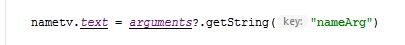 nametv.text = arguments?.getString( key: "nameArg")